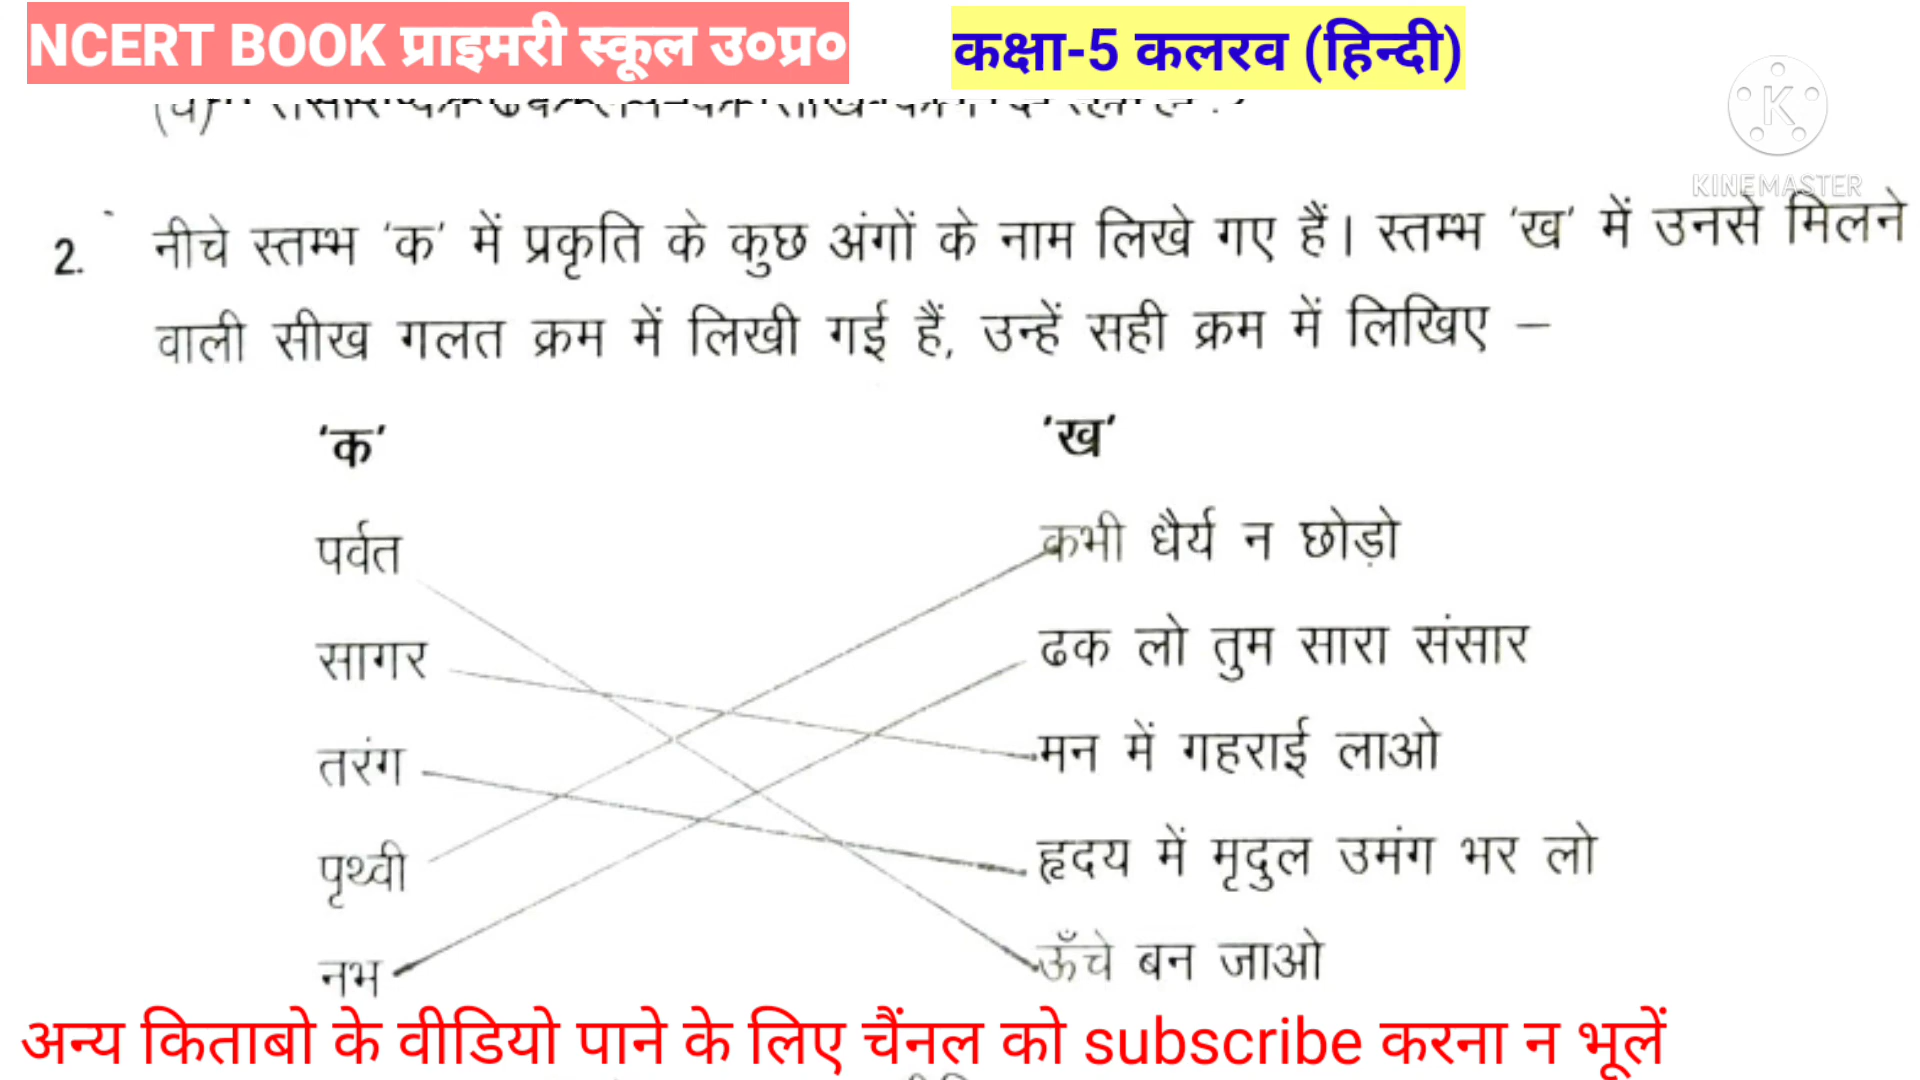 NCERT BOOK प्राइमरी स्कूल उ०प्र०
कक्षा-5 कलरव (हिन्दी)
K
KINEMASTER
2. नीचे स्तम्भ 'क' में प्रकृति के कुछ अंगों के नाम लिखे गए हैं। स्तम्भ 'ख' में उनसे मिलने
वाली सीख गलत क्रम में लिखी गई हैं, उन्हें सही क्रम में लिखिए –
'क' 'ख'
पर्वत कभी धैर्य न छोड़ो
सागर ढक लो तुम सारा संसार
तरंग मन में गहराई लाओ
पृथ्वी हृदय में मृदुल उमंग भर लो
नभ ऊँचे बन जाओ
अन्य किताबो के वीडियो पाने के लिए चैंनल को subscribe करना न भूलें